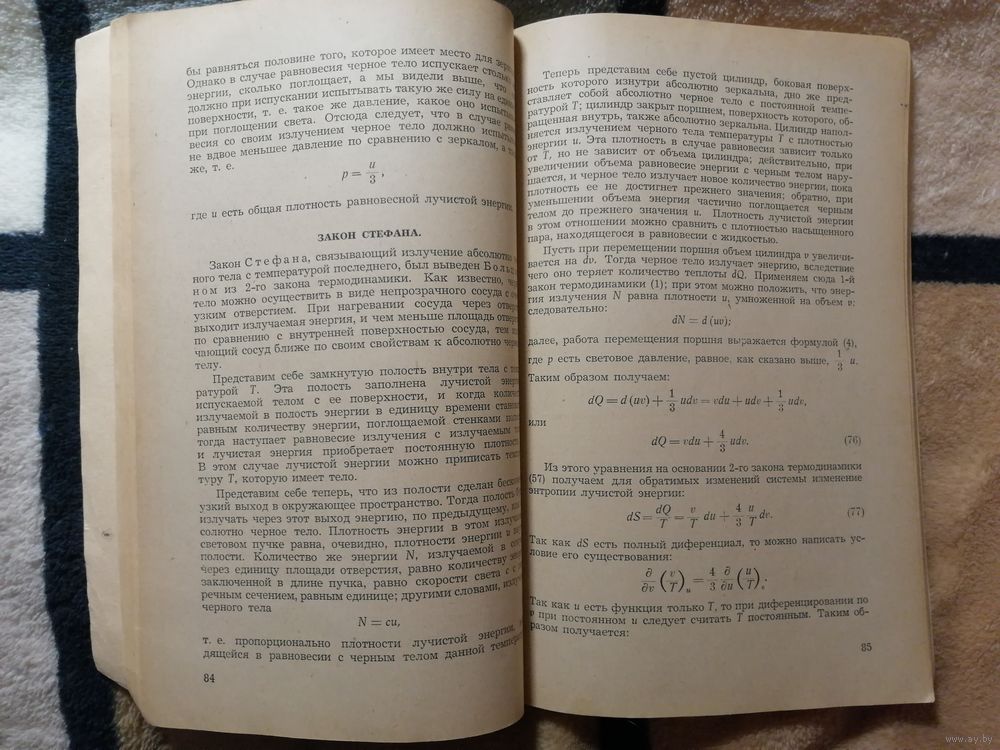 бы равняться половине того, которое имеет место для
Однако в случае равновесия черное тело испускает
энергии, сколько поглощает, а мы видели выше, что
должно при испускании испытывать такую же силу на
поверхности, т. е. такое же давление, какое оно
при поглощении света. Отсюда следует, что в случае
весия со своим излучением черное тело должно
не вдвое меньшее давление по сравнению с зеркалом, а
же, т. е.
p = u/3,
где u есть общая плотность равновесной лучистой энергии.
ЗАКОН СТЕФАНА.
Закон Стефана, связывающий излучение
ного тела с температурой последнего, был выведен
ном из 2-го закона термодинамики. Как известно,
тело можно осуществить в виде непрозрачного сосуда с
узким отверстием. При нагревании сосуда через
выходит излучаемая энергия, и чем меньше площадь
по сравнению с внутренней поверхностью сосуда, тем
чающий сосуд ближе по своим свойствам к абсолютно
телу.
Представим себе замкнутую полость внутри тела с
ратурой T. Эта полость заполнена лучистой
испускаемой телом с ее поверхности, и когда
излучаемой в полость энергии в единицу времени
равным количеству энергии, поглощаемой стенками
тогда наступает равновесие излучения с излучаемым
и лучистая энергия приобретает постоянную
В этом случае лучистой энергии можно приписать
туру T, которую имеет тело.
Представим себе теперь, что из полости сделан
узкий выход в окружающее пространство. Тогда полость
излучать через этот выход энергию, по предыдущему,
солютно черное тело. Плотность энергии в этом
световом пучке равна, очевидно, плотности энергии u
полости. Количество же энергии N, излучаемой в
через единицу площади отверстия, равно количеству
заключенной в длине пучка, равно скорости света c с
речным сечением, равным единице; другими словами,
черного тела
N = cu,
т. е. пропорционально плотности лучистой энергии,
дящейся в равновесии с черным телом данной
84
Теперь представим себе пустой цилиндр, боковая поверх-
ность которого изнутри абсолютно зеркальна, дно же пред-
ставляет собой абсолютно черное тело с постоянной темпе-
ратурой T; цилиндр закрыт поршнем, поверхность которого, об-
ращенная внутрь, также абсолютно зеркальна. Цилиндр напол-
няется излучением черного тела температуры T с плотностью
энергии u. Эта плотность в случае равновесия зависит только
от T, но не зависит от объема цилиндра; действительно, при
увеличении объема равновесие энергии с черным телом нару-
шается, и черное тело излучает новое количество энергии, пока
плотность ее не достигнет прежнего значения; обратно, при
уменьшении объема энергия частично поглощается черным
телом до прежнего значения u. Плотность лучистой энергии
в этом отношении можно сравнить с плотностью насыщенного
пара, находящегося в равновесии с жидкостью.
Пусть при перемещении поршня объем цилиндра v увеличи-
вается на dv. Тогда черное тело излучает энергию, вследствие
чего оно теряет количество теплоты dQ. Применяем сюда 1-й
закон термодинамики (1); при этом можно положить, что энер-
гия излучения N равна плотности u, умноженной на объем v:
следовательно:
dN = d (uv);
далее, работа перемещения поршня выражается формулой (4),
где p есть световое давление, равное, как сказано выше, 1/3 u.
Таким образом получаем:
dQ = d (uv) + 1/3 udv = vdu + udv + 1/3 udv,
или
dQ = vdu + 4/3 udv. (76)
Из этого уравнения на основании 2-го закона термодинамики
(57) получаем для обратимых изменений системы изменение
энтропии лучистой энергии:
dS = dQ/T = v/T du + 4/3 u/T dv. (77)
Так как dS есть полный диференциал, то можно написать ус-
ловие его существования:
∂/∂v (v/T)u = 4/3 ∂/∂u (u/T)v.
Так как u есть функция только T, то при диференцировании по
v при постоянном u следует считать T постоянным. Таким об-
разом получается:
85
www.ay.by